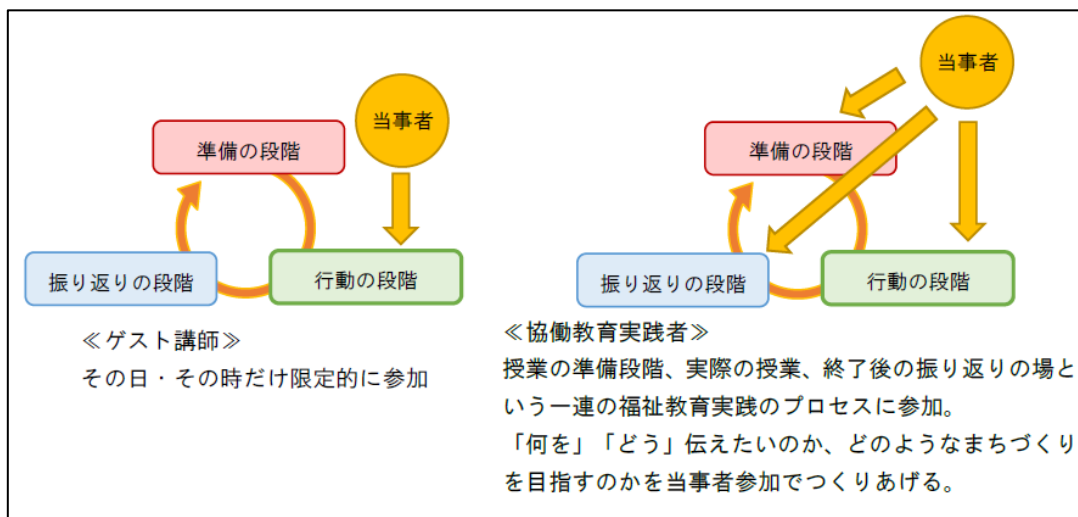 当事者
準備の段階
振り返りの段階
行動の段階
≪ゲスト講師≫
その日・その時だけ限定的に参加
当事者
準備の段階
振り返りの段階
行動の段階
≪協働教育実践者≫
授業の準備段階、実際の授業、終了後の振り返りの場と
いう一連の福祉教育実践のプロセスに参加。
「何を」「どう」伝えたいのか、どのようなまちづくり
を目指すのかを当事者参加でつくりあげる。